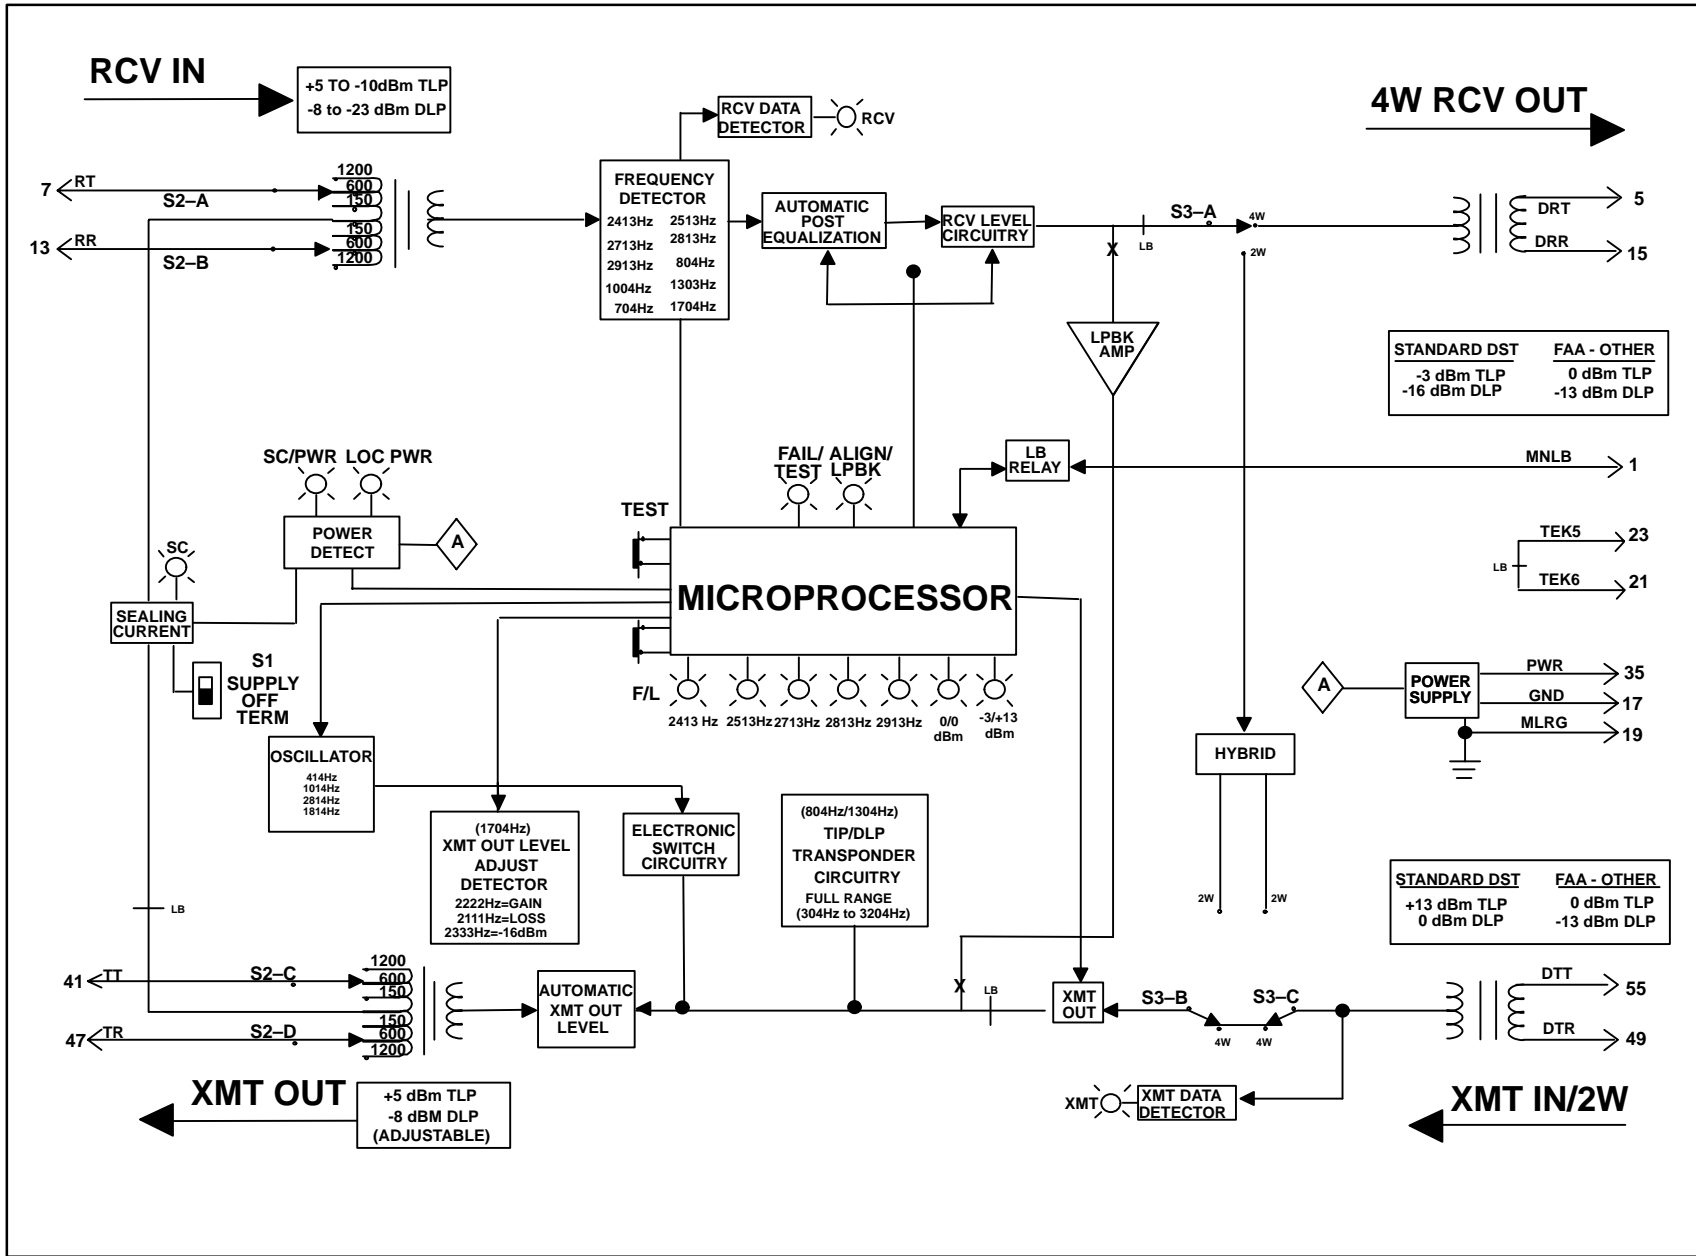 RCV IN
+5 TO -10dBm TLP
-8 to -23 dBm DLP
4W RCV OUT
RCV DATA
DETECTOR
RCV
7
RT
S2–A
13
RR
S2–B
1200
600
150
150
600
1200
FREQUENCY
DETECTOR
2413Hz 2513Hz
2713Hz 2813Hz
2913Hz 804Hz
1004Hz 1303Hz
704Hz 1704Hz
AUTOMATIC
POST
EQUALIZATION
RCV LEVEL
CIRCUITRY
X
LB
S3–A
4W
2W
DRT
5
DRR
15
LPBK
AMP
STANDARD DST FAA - OTHER
-3 dBm TLP 0 dBm TLP
-16 dBm DLP -13 dBm DLP
SC/PWR LOC PWR
FAIL/ ALIGN/
TEST LPBK
LB
RELAY
MNLB
1
TEST
POWER
DETECT
A
SC
TEK5
23
LB
TEK6
21
MICROPROCESSOR
SEALING
CURRENT
S1
SUPPLY
OFF
TERM
F/L
2413 Hz
2513Hz
2713Hz
2813Hz
2913Hz
0/0
dBm
-3/+13
dBm
A
POWER
SUPPLY
PWR
35
GND
17
MLRG
19
OSCILLATOR
414Hz
1014Hz
2814Hz
1814Hz
HYBRID
(1704Hz)
XMT OUT LEVEL
ADJUST
DETECTOR
2222Hz=GAIN
2111Hz=LOSS
2333Hz=-16dBm
ELECTRONIC
SWITCH
CIRCUITRY
(804Hz/1304Hz)
TIP/DLP
TRANSPONDER
CIRCUITRY
FULL RANGE
(304Hz to 3204Hz)
2W
2W
STANDARD DST FAA - OTHER
+13 dBm TLP 0 dBm TLP
0 dBm DLP -13 dBm DLP
LB
41
TT
S2–C
47
TR
S2–D
1200
600
150
150
600
1200
AUTOMATIC
XMT OUT
LEVEL
X
LB
XMT
OUT
S3–B
S3–C
4W
4W
DTT
55
DTR
49
XMT OUT
+5 dBm TLP
-8 dBM DLP
(ADJUSTABLE)
XMT
XMT DATA
DETECTOR
XMT IN/2W